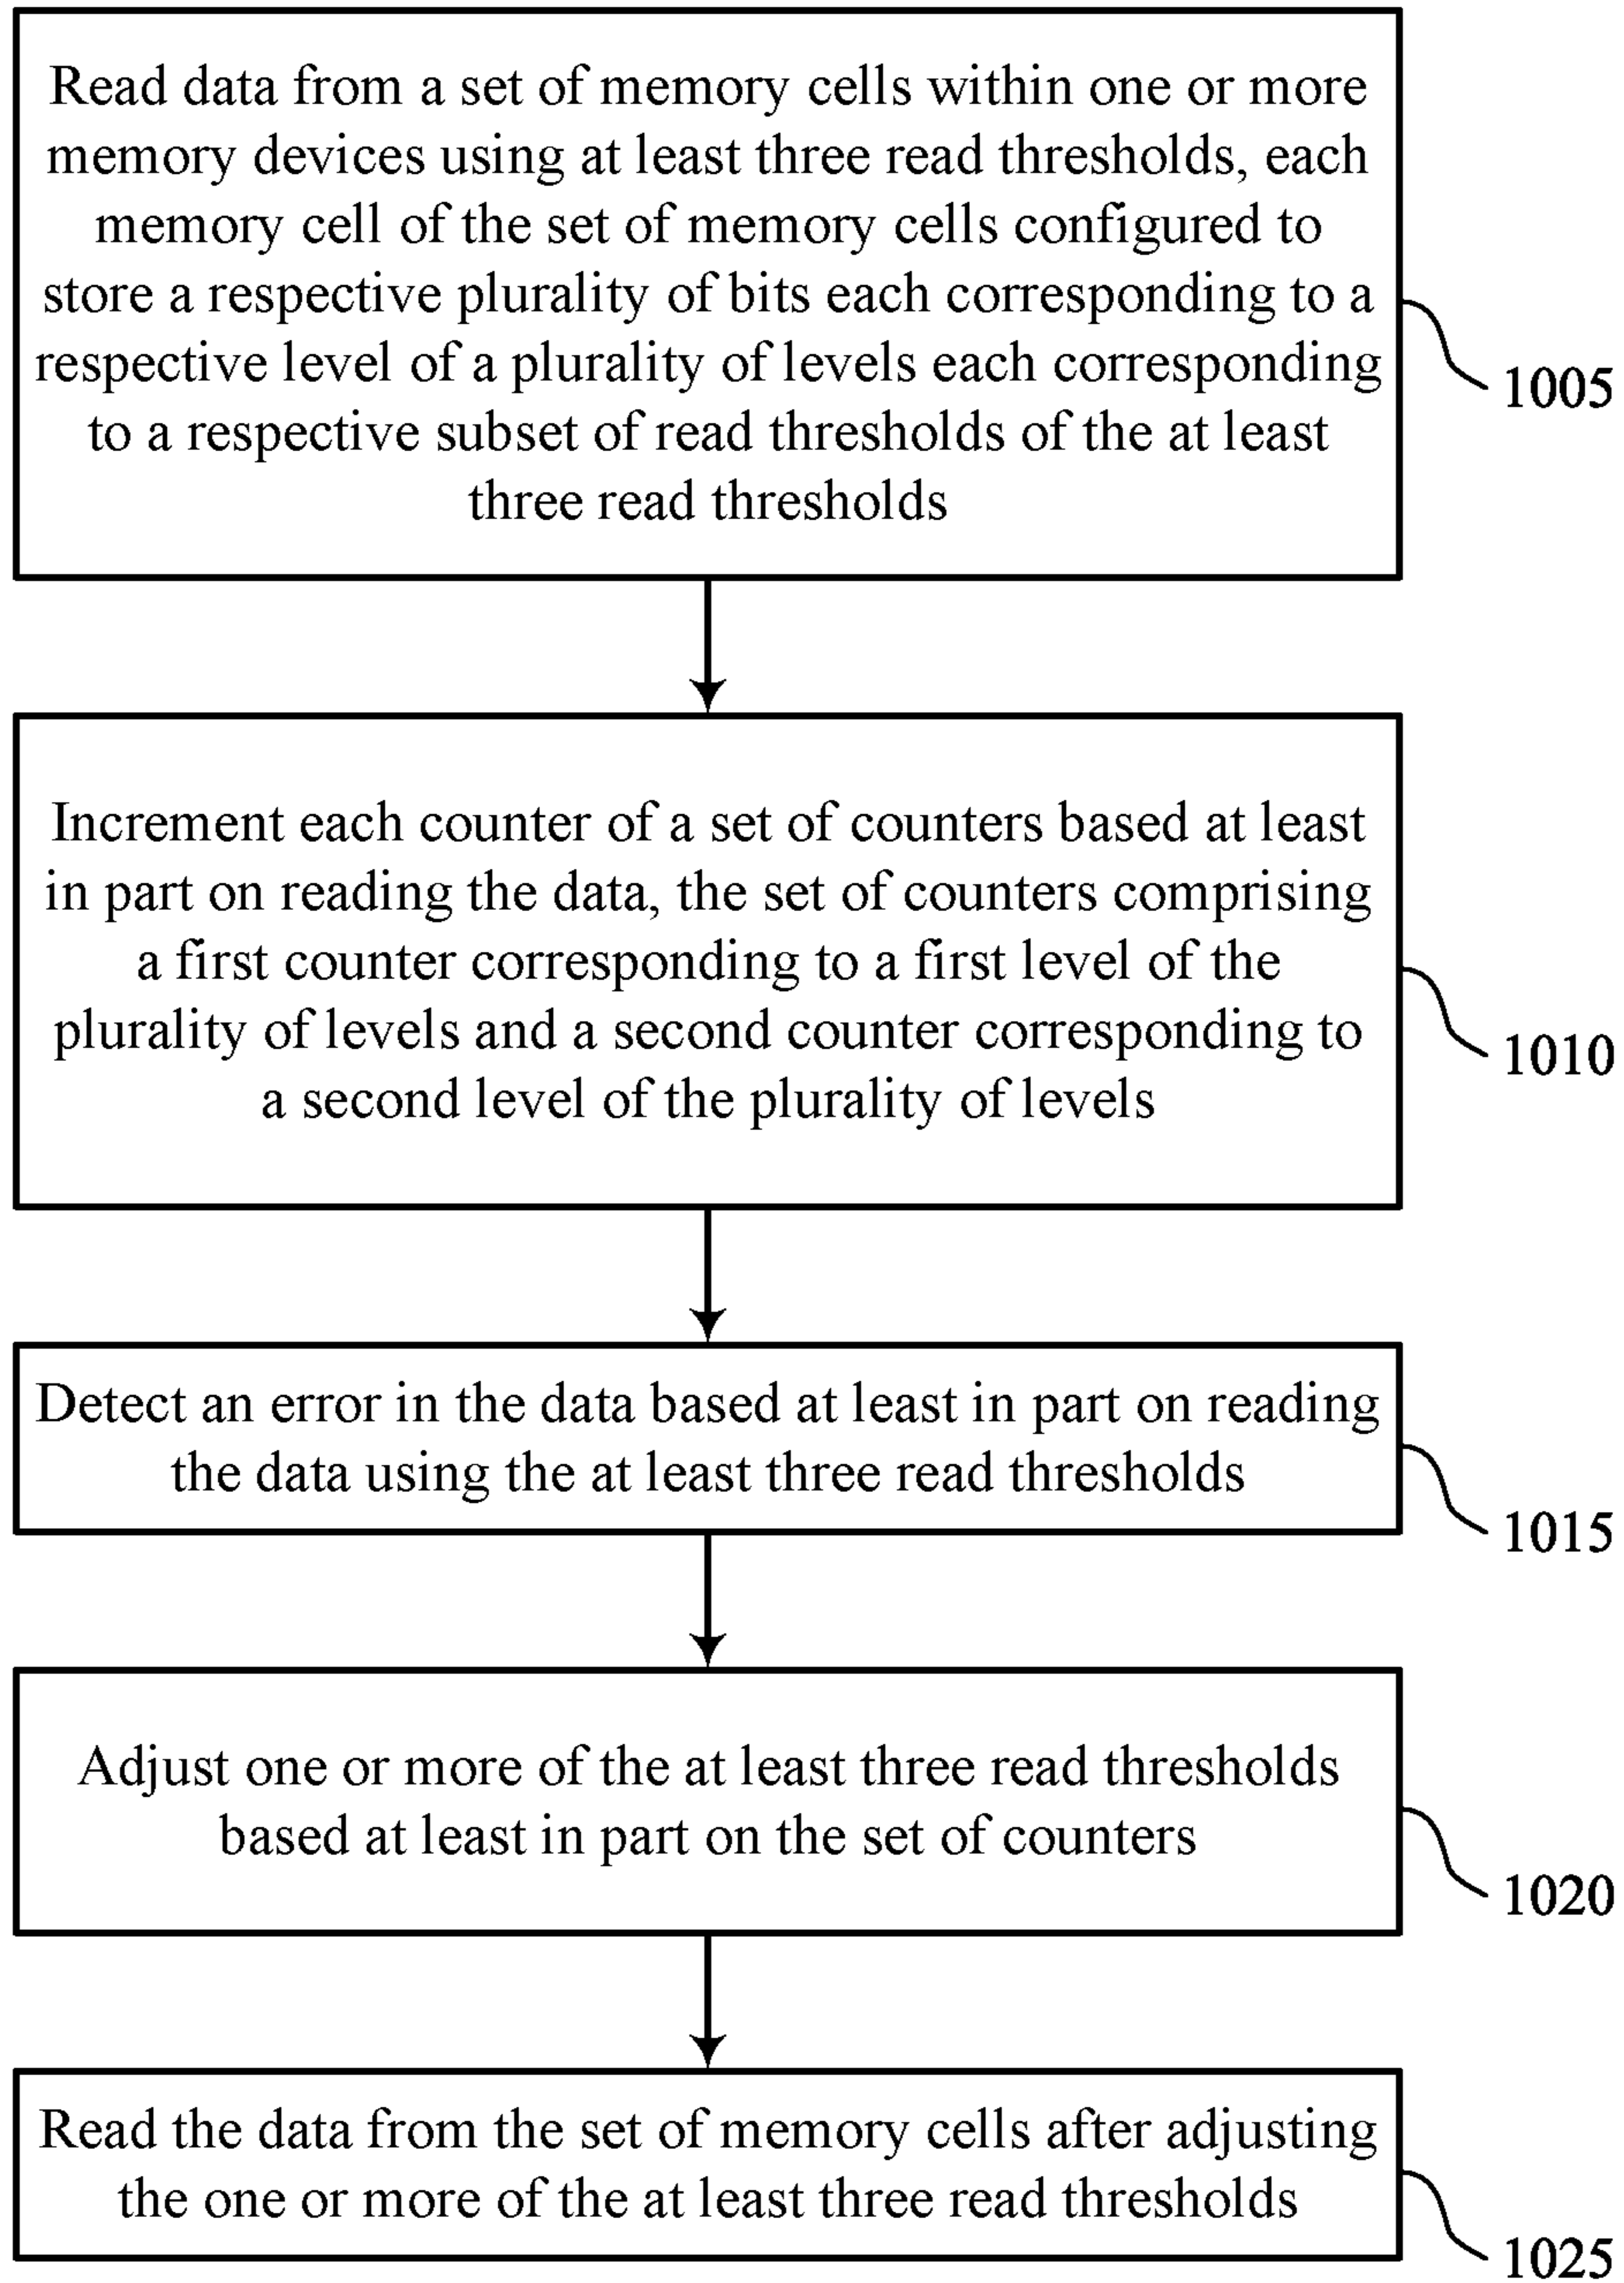 Read data from a set of memory cells within one or more
memory devices using at least three read thresholds, each
memory cell of the set of memory cells configured to
store a respective plurality of bits each corresponding to a
respective level of a plurality of levels each corresponding
to a respective subset of read thresholds of the at least
three read thresholds
1005
Increment each counter of a set of counters based at least
in part on reading the data, the set of counters comprising
a first counter corresponding to a first level of the
plurality of levels and a second counter corresponding to
a second level of the plurality of levels
1010
Detect an error in the data based at least in part on reading
the data using the at least three read thresholds
1015
Adjust one or more of the at least three read thresholds
based at least in part on the set of counters
1020
Read the data from the set of memory cells after adjusting
the one or more of the at least three read thresholds
1025